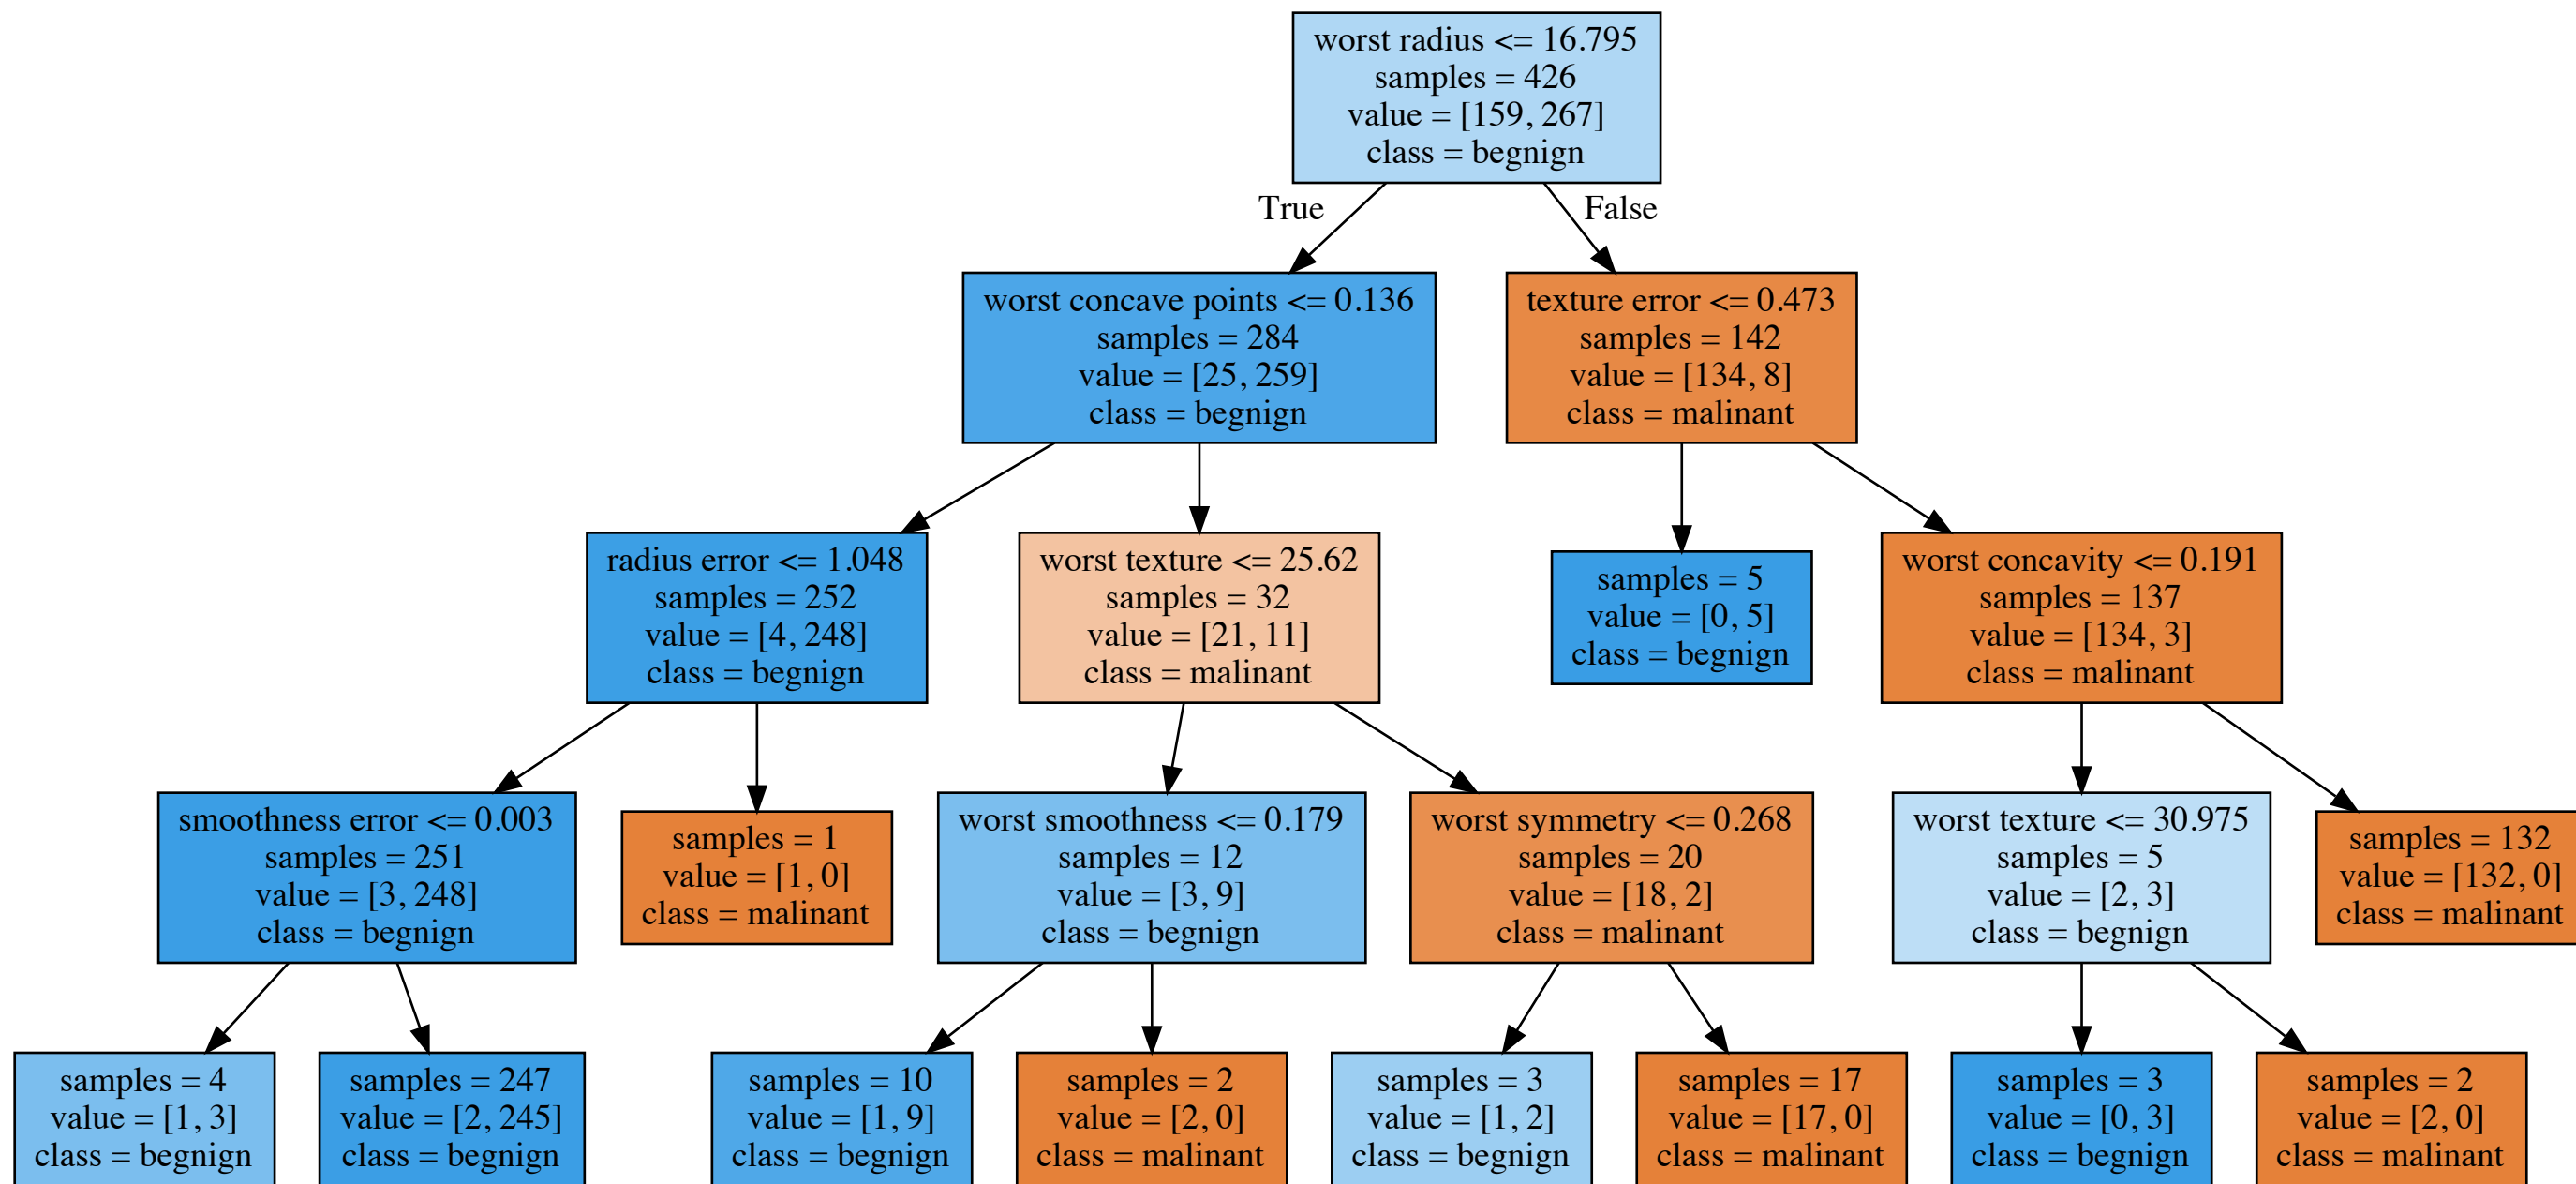 worst radius <= 16.795
samples = 426
value = [159, 267]
class = begnign
True
False
worst concave points <= 0.136
samples = 284
value = [25, 259]
class = begnign
texture error <= 0.473
samples = 142
value = [134, 8]
class = malinant
radius error <= 1.048
samples = 252
value = [4, 248]
class = begnign
worst texture <= 25.62
samples = 32
value = [21, 11]
class = malinant
samples = 5
value = [0, 5]
class = begnign
worst concavity <= 0.191
samples = 137
value = [134, 3]
class = malinant
smoothness error <= 0.003
samples = 251
value = [3, 248]
class = begnign
samples = 1
value = [1, 0]
class = malinant
worst smoothness <= 0.179
samples = 12
value = [3, 9]
class = begnign
worst symmetry <= 0.268
samples = 20
value = [18, 2]
class = malinant
worst texture <= 30.975
samples = 5
value = [2, 3]
class = begnign
samples = 132
value = [132, 0]
class = malinant
samples = 4
value = [1, 3]
class = begnign
samples = 247
value = [2, 245]
class = begnign
samples = 10
value = [1, 9]
class = begnign
samples = 2
value = [2, 0]
class = malinant
samples = 3
value = [1, 2]
class = begnign
samples = 17
value = [17, 0]
class = malinant
samples = 3
value = [0, 3]
class = begnign
samples = 2
value = [2, 0]
class = malinant